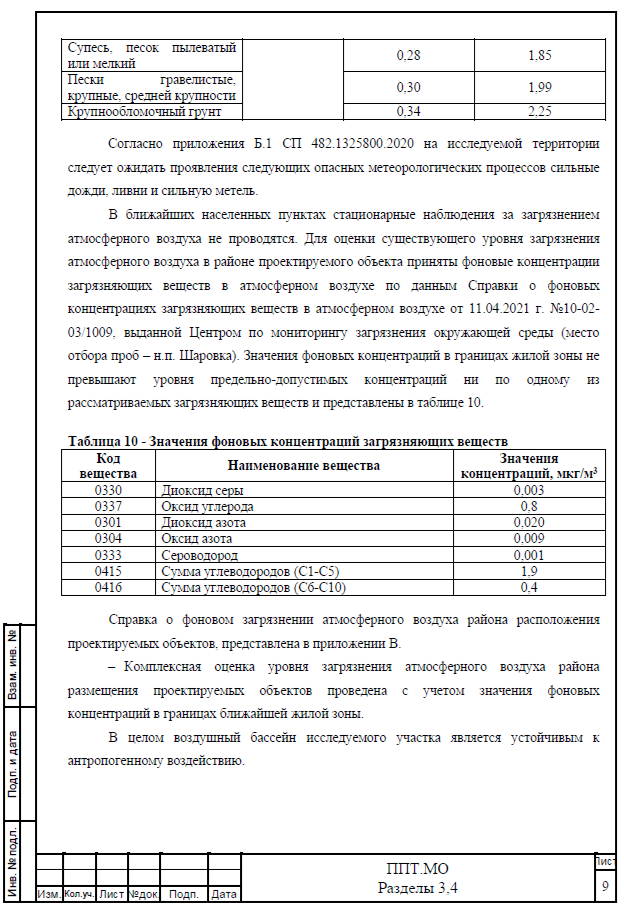 Супесь, песок пылеватый
или мелкий
0,28
1,85
Пески гравелистые,
крупные, средней крупности
0,30
1,99
Крупнообломочный грунт
0,34
2,25
Согласно приложения Б.1 СП 482.1325800.2020 на исследуемой территории
следует ожидать проявления следующих опасных метеорологических процессов сильные
дожди, ливни и сильную метель.
В ближайших населенных пунктах стационарные наблюдения за загрязнением
атмосферного воздуха не проводятся. Для оценки существующего уровня загрязнения
атмосферного воздуха в районе проектируемого объекта приняты фоновые концентрации
загрязняющих веществ в атмосферном воздухе по данным Справки о фоновых
концентрациях загрязняющих веществ в атмосферном воздухе от 11.04.2021 г. №10-02-
03/1009, выданной Центром по мониторингу загрязнения окружающей среды (место
отбора проб – н.п. Шаровка). Значения фоновых концентраций в границах жилой зоны не
превышают уровня предельно-допустимых концентраций ни по одному из
рассматриваемых загрязняющих веществ и представлены в таблице 10.
Таблица 10 - Значения фоновых концентраций загрязняющих веществ
Код
вещества
Наименование вещества
Значения
концентраций, мкг/м³
0330 Диоксид серы 0,003
0337 Оксид углерода 0,8
0301 Диоксид азота 0,020
0304 Оксид азота 0,009
0333 Сероводород 0,001
0415 Сумма углеводородов (С1-С5) 1,9
0416 Сумма углеводородов (С6-С10) 0,4
Справка о фоновом загрязнении атмосферного воздуха района расположения
проектируемых объектов, представлена в приложении В.
– Комплексная оценка уровня загрязнения атмосферного воздуха района
размещения проектируемых объектов проведена с учетом значения фоновых
концентраций в границах ближайшей жилой зоны.
В целом воздушный бассейн исследуемого участка является устойчивым к
антропогенному воздействию.
Взам. инв. №
Подп. и дата
Инв. № подл.
Изм. Кол.уч. Лист №док. Подп. Дата
ППТ.МО
Разделы 3,4
Лист
9